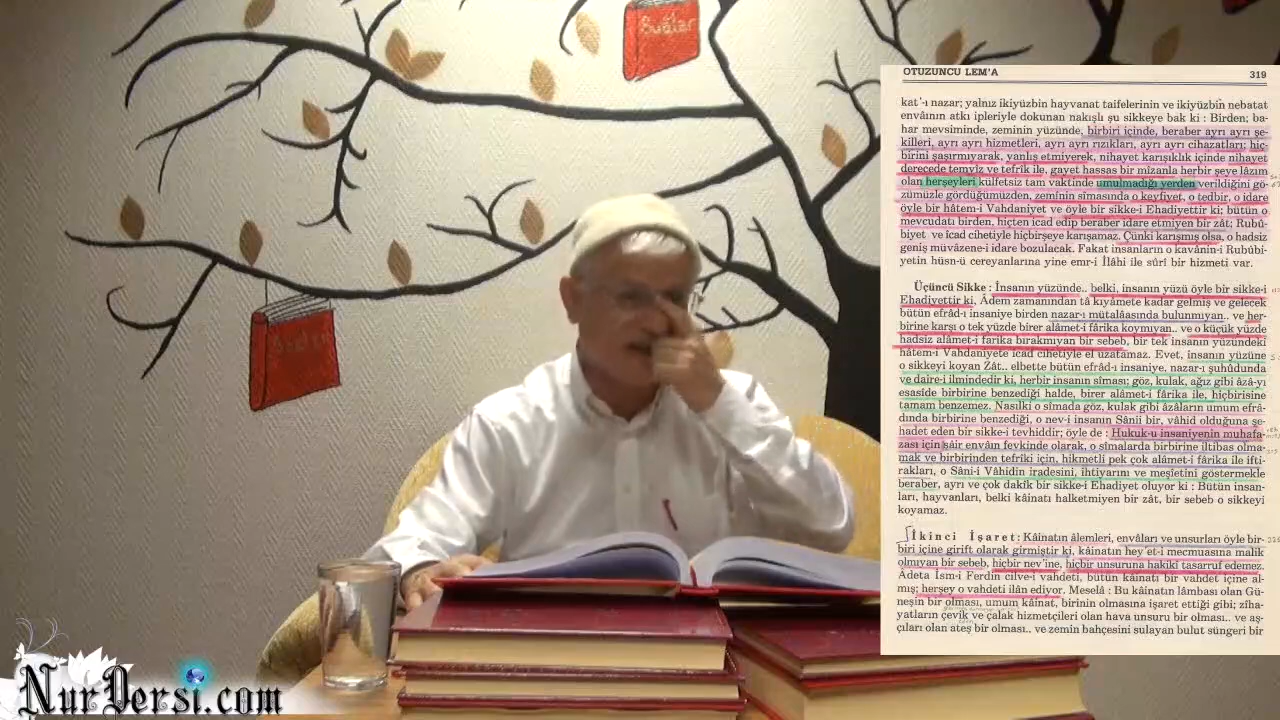 Şuâlar
Sözler
OTUZUNCU LEM'A 319
kat'-ı nazar; yalnız ikiyüzbin hayvanat taifelerinin ve ikiyüzbin nebatat
envâının atkı ipleriyle dokunan nakışlı şu sikkeye bak ki : Birden; ba-
har mevsiminde, zeminin yüzünde, birbiri içinde, beraber ayrı ayrı şe-
killeri, ayrı ayrı hizmetleri, ayrı ayrı rızıkları, ayrı ayrı cihazatları; hiç-
birini şaşırmıyarak, yanlış etmiyerek, nihayet karışıklık içinde nihayet
derecede temyiz ve tefrik ile, gayet hassas bir mîzanla herbir şeye lâzım
olan herşeyleri külfetsiz tam vaktinde umulmadığı yerden verildiğini gö-
zümüzle gördüğümüzden, zeminin sîmasında o keyfiyet, o tedbir, o idare
öyle bir hâtem-i Vahdaniyet ve öyle bir sikke-i Ehadiyettir ki; bütün o
mevcudatı birden, hiçten icad edip beraber idare etmiyen bir zât; Rubû-
biyet ve icad cihetiyle hiçbirşeye karışamaz. Çünki karışmış olsa, o hadsiz
geniş müvâzene-i idare bozulacak. Fakat insanların o kavânin-i Rubûbi-
yetin hüsn-ü cereyanlarına yine emr-i İlâhî ile sûrî bir hizmeti var.
Üçüncü Sikke : İnsanın yüzünde.. belki, insanın yüzü öyle bir sikke-i
Ehadiyettir ki, Âdem zamanından tâ kıyâmete kadar gelmiş ve gelecek
bütün efrâd-ı insaniye birden nazar-ı mütalâasında bulunmıyan.. ve her-
birine karşı o tek yüzde birer alâmet-i fârika koymıyan.. ve o küçük yüzde
hadsiz alâmet-i farika bırakmıyan bir sebeb, bir tek insanın yüzündeki
hâtem-i Vahdaniyete icad cihetiyle el uzatamaz. Evet, insanın yüzüne
o sikkeyi koyan Zât.. elbette bütün efrâd-ı insaniye, nazar-ı şuhûdunda
ve daire-i ilmindedir ki, herbir insanın sîması; göz, kulak, ağız gibi âzâ-yı
esasîde birbirine benzediği halde, birer alâmet-i fârika ile, hiçbirisine
tamam benzemez. Nasılki o sîmada göz, kulak gibi âzâların umum efrâ-
dında birbirine benzediği, o nev-i insanın Sânii bir, vâhid olduğuna şe-
hadet eden bir sikke-i tevhiddir; öyle de : Hukuk-u insaniyenin muhafa-
zası için sâir envâın fevkinde olarak, o sîmalarda birbirine iltibas olma-
mak ve birbirinden tefriki için, hikmetli pek çok alâmet-i fârika ile ifti-
rakları, o Sâni-i Vâhidin iradesini, ihtiyarını ve meşîetini göstermekle
beraber, ayrı ve çok dakîk bir sikke-i Ehadiyet oluyor ki : Bütün insan-
ları, hayvanları, belki kâinatı halketmiyen bir zât, bir sebeb o sikkeyi
koyamaz.
İkinci İşaret : Kâinatın âlemleri, envâları ve unsurları öyle bir-
biri içine girift olarak girmiştir ki, kâinatın hey'et-i mecmuasına malik
olmıyan bir sebeb, hiçbir nev'ine, hiçbir unsuruna hakikî tasarruf edemez.
Âdeta İsm-i Ferdin cilve-i vahdeti, bütün kâinatı bir vahdet içine al-
mış; herşey o vahdeti ilân ediyor. Meselâ : Bu kâinatın lâmbası olan Gü-
neşin bir olması, umum kâinat, birinin olmasına işaret ettiği gibi; zîha-
yatların çevik ve çalak hizmetçileri olan hava unsuru bir olması.. ve aş-
çıları olan ateş bir olması.. ve zemin bahçesini sulayan bulut süngeri bir
NurDersi.com